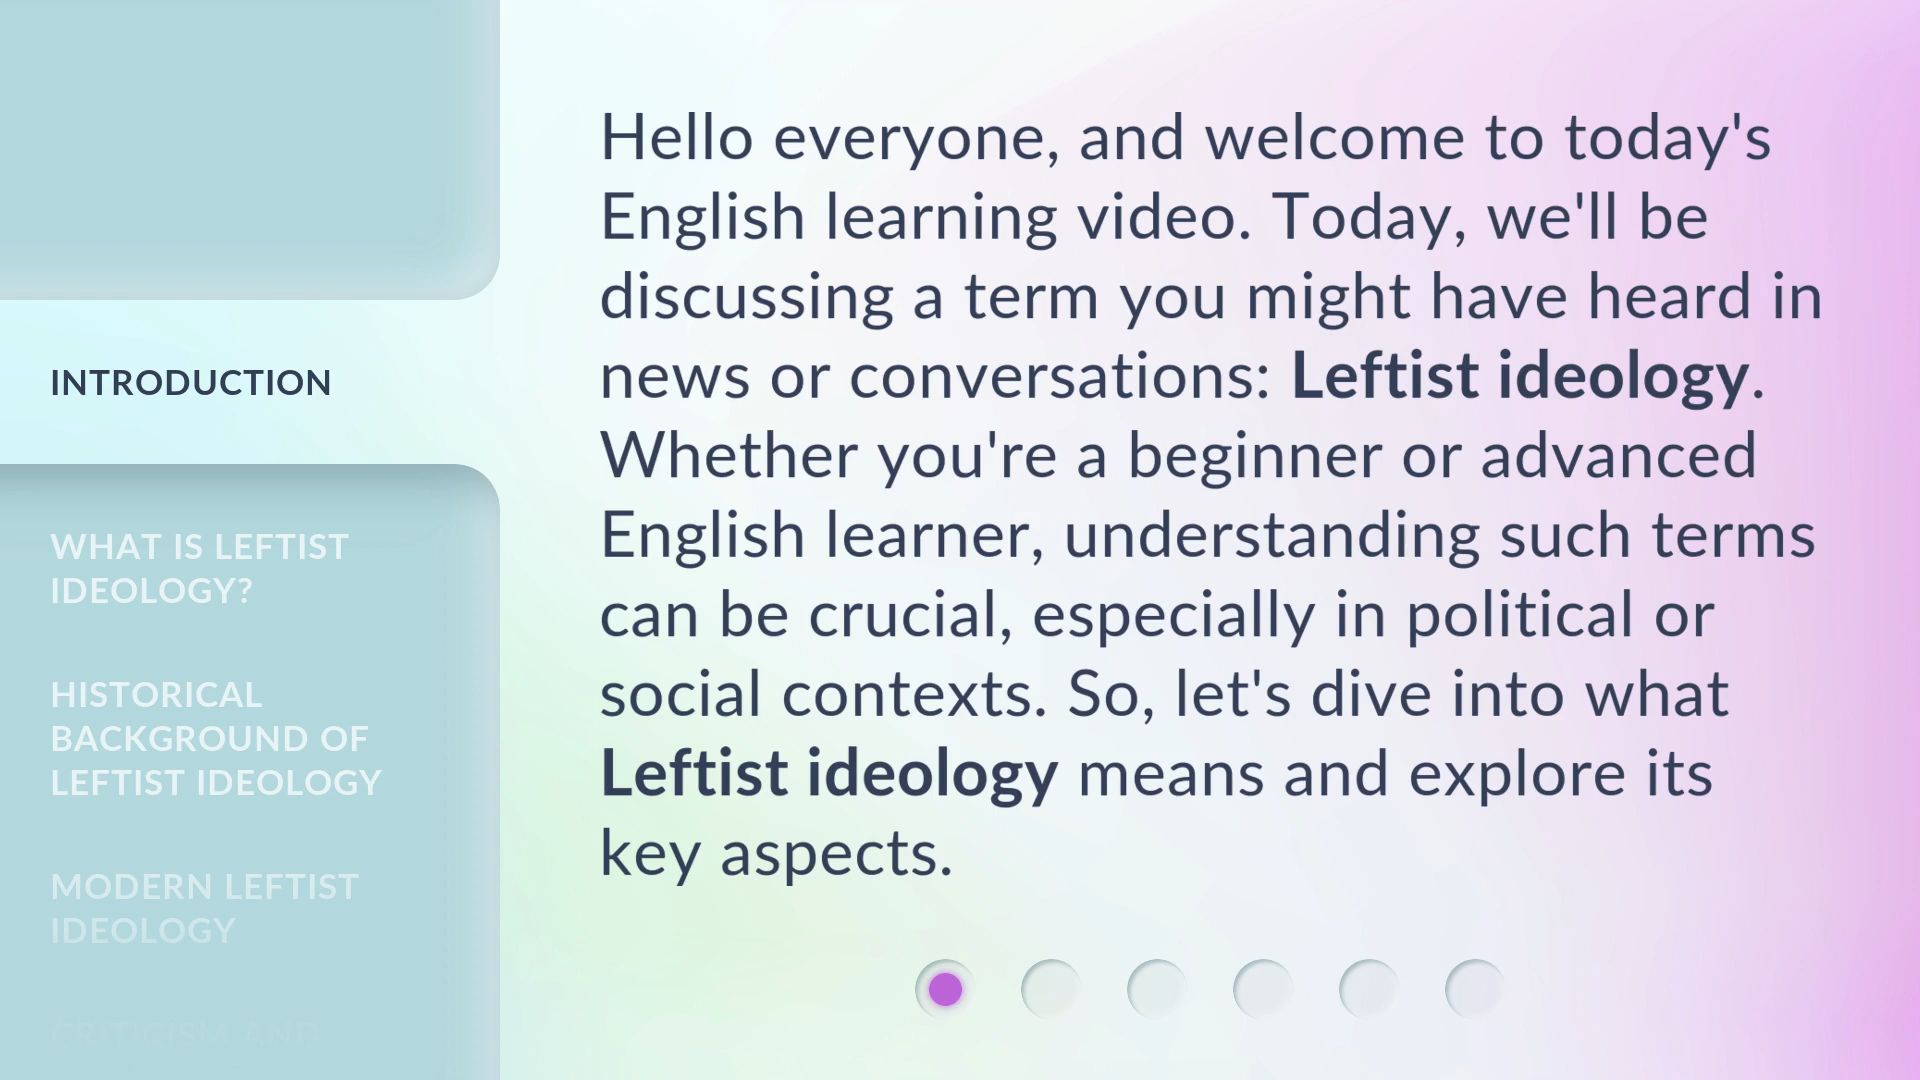 INTRODUCTION
WHAT IS LEFTIST
IDEOLOGY?
HISTORICAL
BACKGROUND OF
LEFTIST IDEOLOGY
MODERN LEFTIST
IDEOLOGY
CRITICISM AND
Hello everyone, and welcome to today's
English learning video. Today, we'll be
discussing a term you might have heard in
news or conversations: Leftist ideology.
Whether you're a beginner or advanced
English learner, understanding such terms
can be crucial, especially in political or
social contexts. So, let's dive into what
Leftist ideology means and explore its
key aspects.